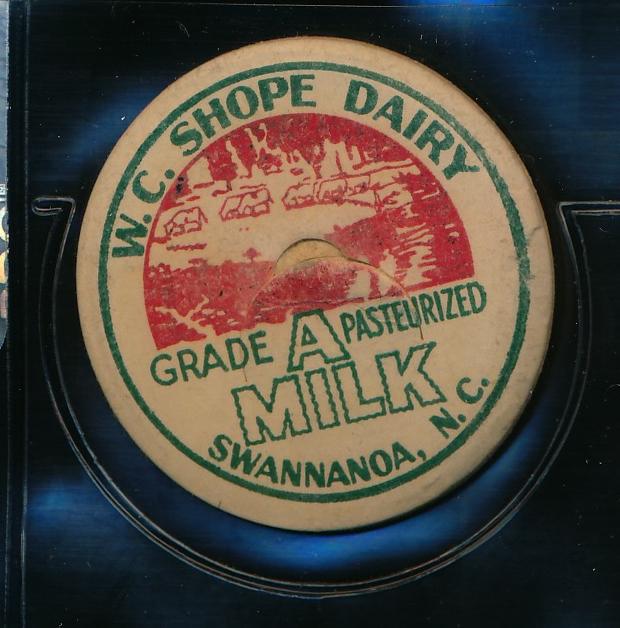 W.C. SHOPE DAIRY
GRADE A PASTEURIZED
MILK
SWANNANOA, N.C.